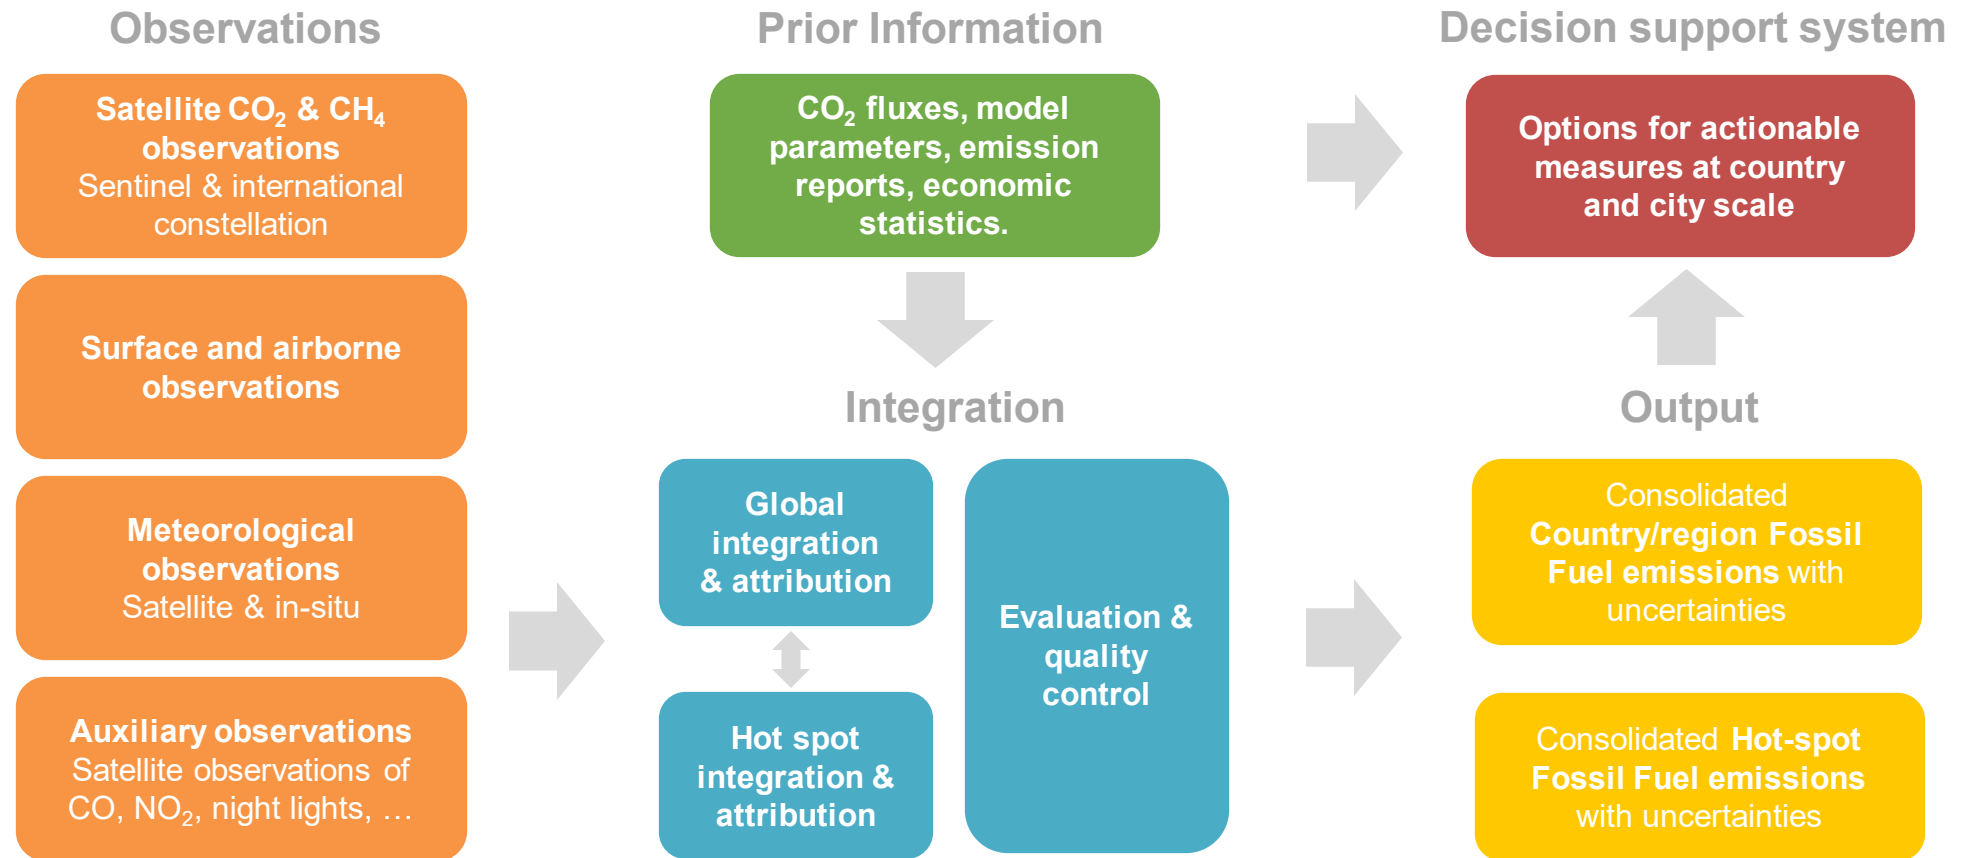 Observations
Satellite CO₂ & CH₄
observations
Sentinel & international
constellation
Surface and airborne
observations
Meteorological
observations
Satellite & in-situ
Auxiliary observations
Satellite observations of
CO, NO₂, night lights, …
Prior Information
CO₂ fluxes, model
parameters, emission
reports, economic
statistics.
Integration
Global
integration
& attribution
Hot spot
integration &
attribution
Evaluation &
quality
control
Decision support system
Options for actionable
measures at country
and city scale
Output
Consolidated
Country/region Fossil
Fuel emissions with
uncertainties
Consolidated Hot-spot
Fossil Fuel emissions
with uncertainties